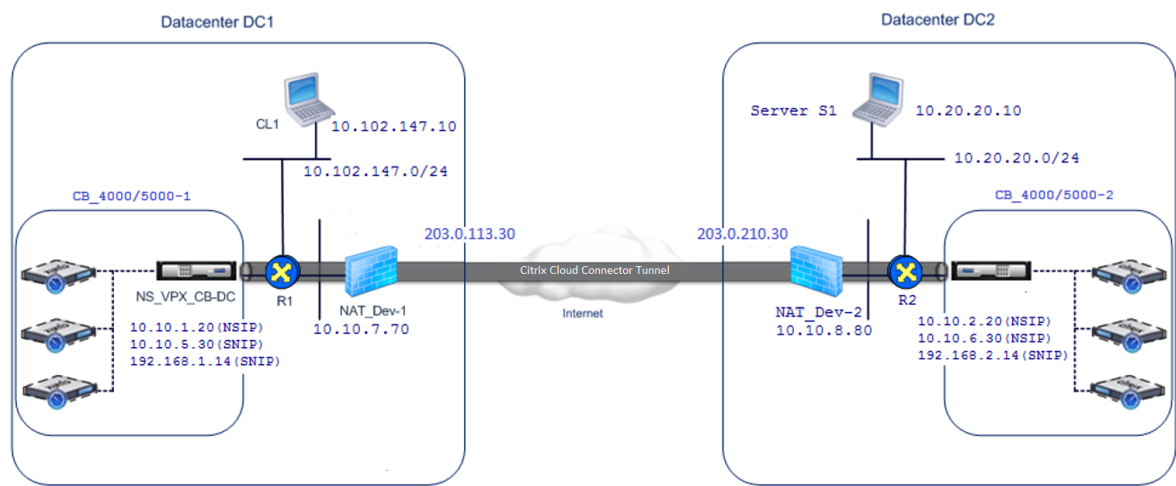 Datacenter DC1
Datacenter DC2
CL1
10.102.147.10
10.102.147.0/24
Server S1
10.20.20.10
10.20.20.0/24
CB_4000/5000-1
CB_4000/5000-2
203.0.113.30
203.0.210.30
Citrix Cloud Connector Tunnel
Internet
NS_VPX_CB-DC
R1
NAT_Dev-1
10.10.7.70
NAT_Dev-2
10.10.8.80
R2
10.10.1.20(NSIP)
10.10.5.30(SNIP)
192.168.1.14(SNIP)
10.10.2.20(NSIP)
10.10.6.30(NSIP)
192.168.2.14(SNIP)